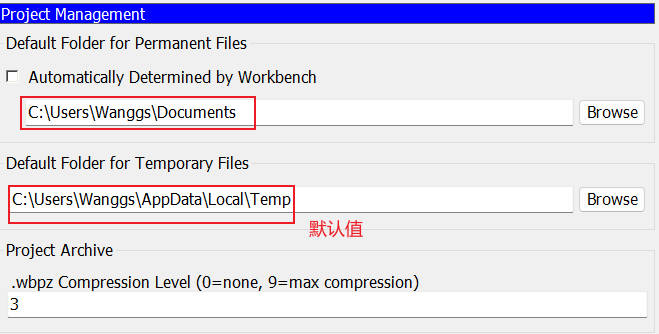 Project Management
Default Folder for Permanent Files
Automatically Determined by Workbench
C:\Users\Wanggs\Documents
Browse
Default Folder for Temporary Files
C:\Users\Wanggs\AppData\Local\Temp
Browse
默认值
Project Archive
.wbpz Compression Level (0=none, 9=max compression)
3